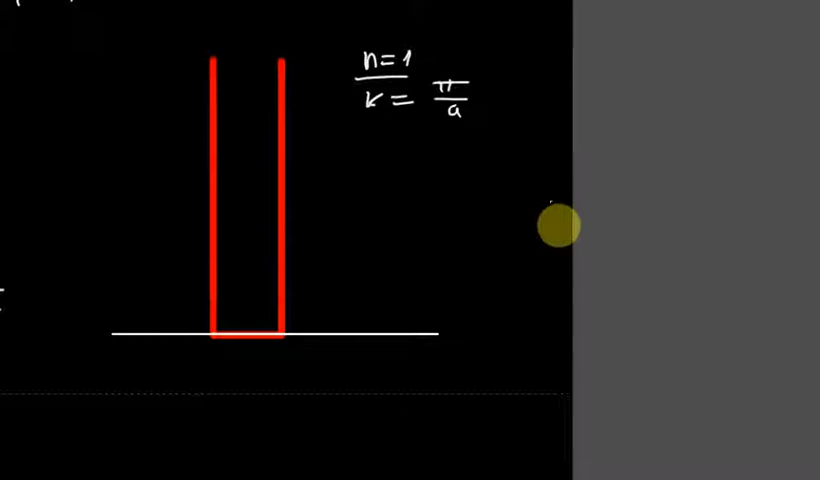 n=1
k = π/a